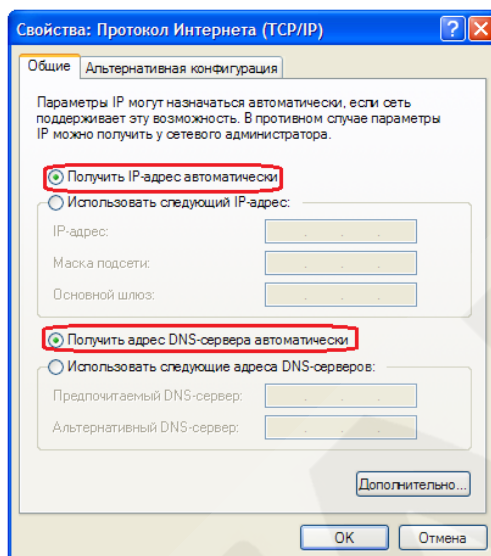 Свойства: Протокол Интернета (TCP/IP)
Общие
Альтернативная конфигурация
Параметры IP могут назначаться автоматически, если сеть
поддерживает эту возможность. В противном случае параметры
IP можно получить у сетевого администратора.
Получить IP-адрес автоматически
Использовать следующий IP-адрес:
IP-адрес:
Маска подсети:
Основной шлюз:
Получить адрес DNS-сервера автоматически
Использовать следующие адреса DNS-серверов:
Предпочитаемый DNS-сервер:
Альтернативный DNS-сервер:
Дополнительно...
OK
Отмена